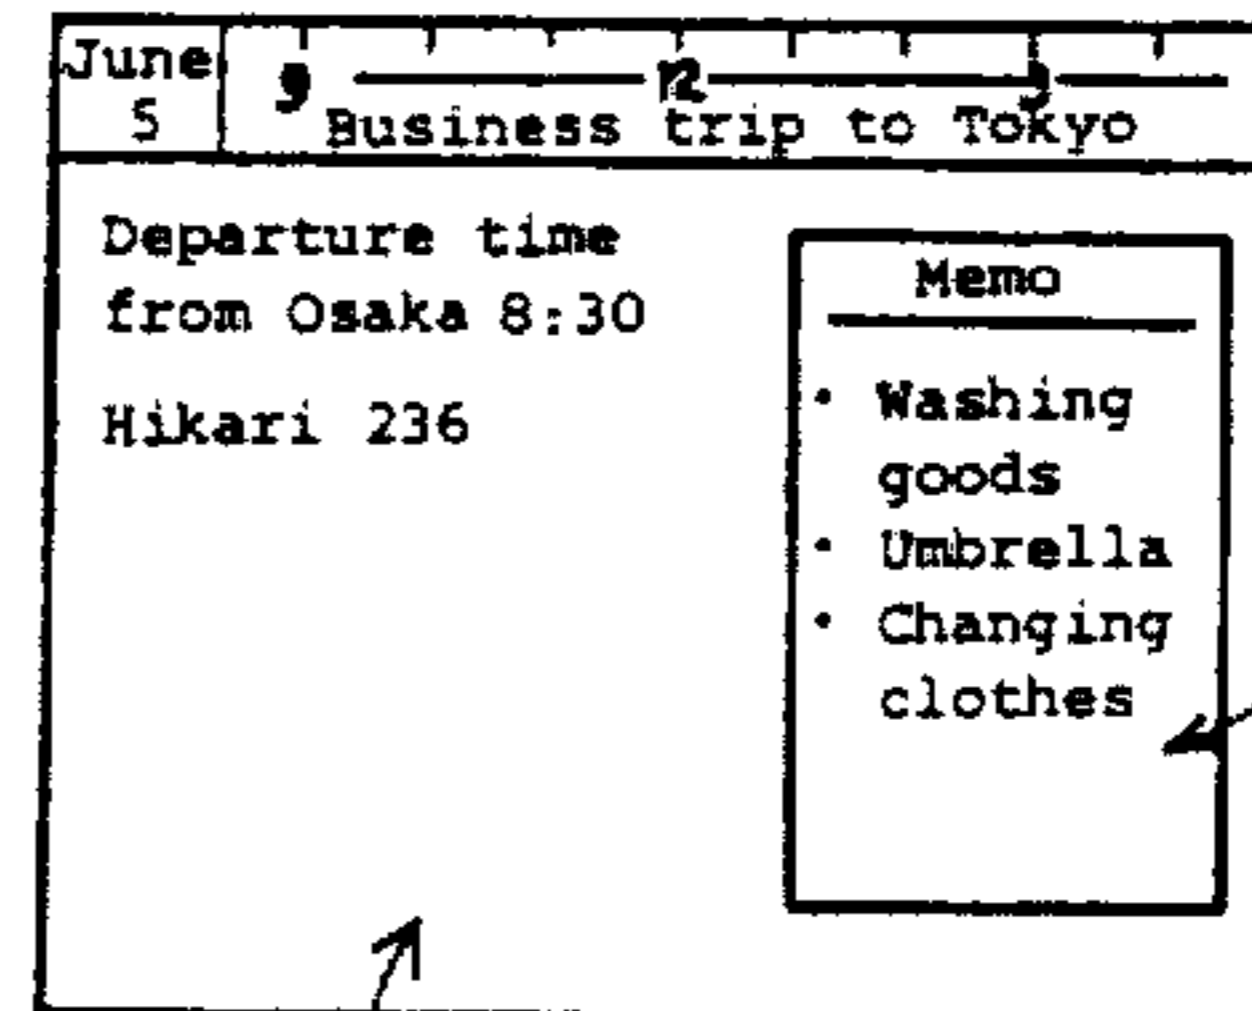 June
5
9 12 3
Business trip to Tokyo
Departure time
from Osaka 8:30
Hikari 236
Memo
• Washing
goods
• Umbrella
• Changing
clothes